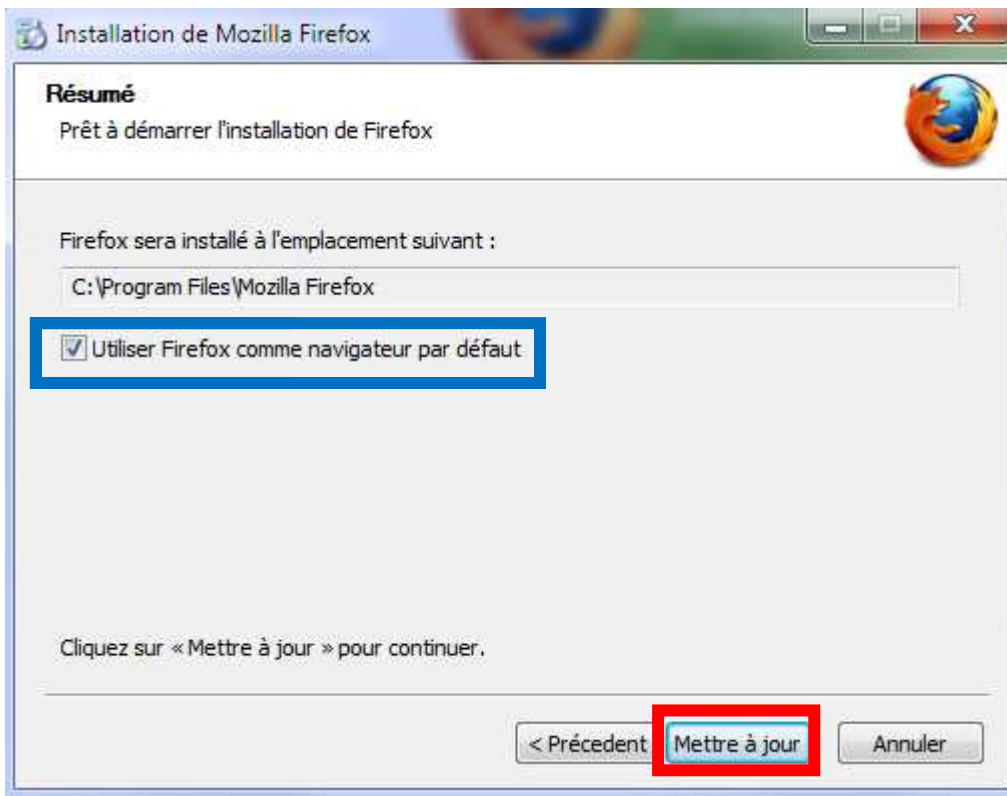 Installation de Mozilla Firefox
Résumé
Prêt à démarrer l'installation de Firefox
Firefox sera installé à l'emplacement suivant :
C:\Program Files\Mozilla Firefox
Utiliser Firefox comme navigateur par défaut
Cliquez sur « Mettre à jour » pour continuer.
< Précedent Mettre à jour Annuler